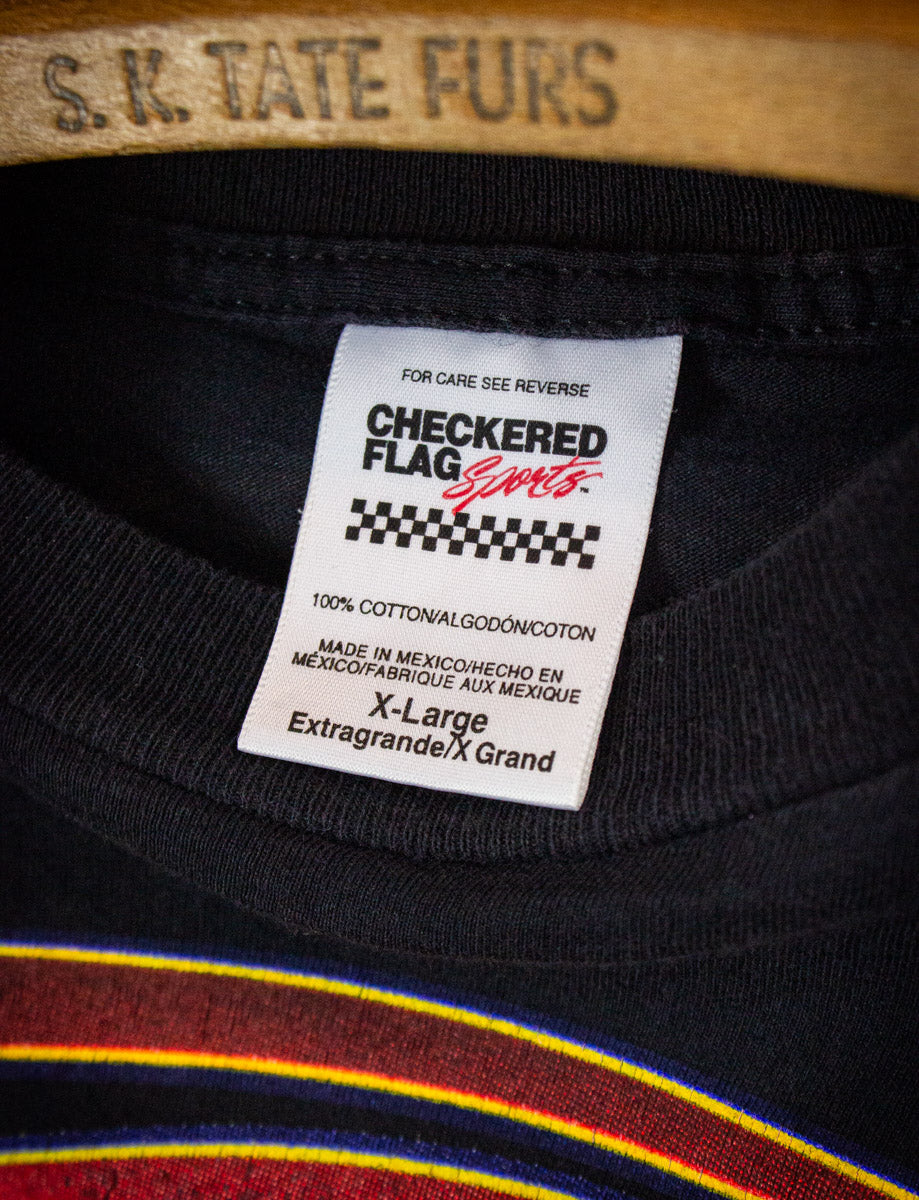 S. K. TATE FURS
FOR CARE SEE REVERSE
CHECKERED
FLAG Sports™
100% COTTON/ALGODÓN/COTON
MADE IN MEXICO/HECHO EN
MÉXICO/FABRIQUE AUX MEXIQUE
X-Large
Extragrande/X Grand